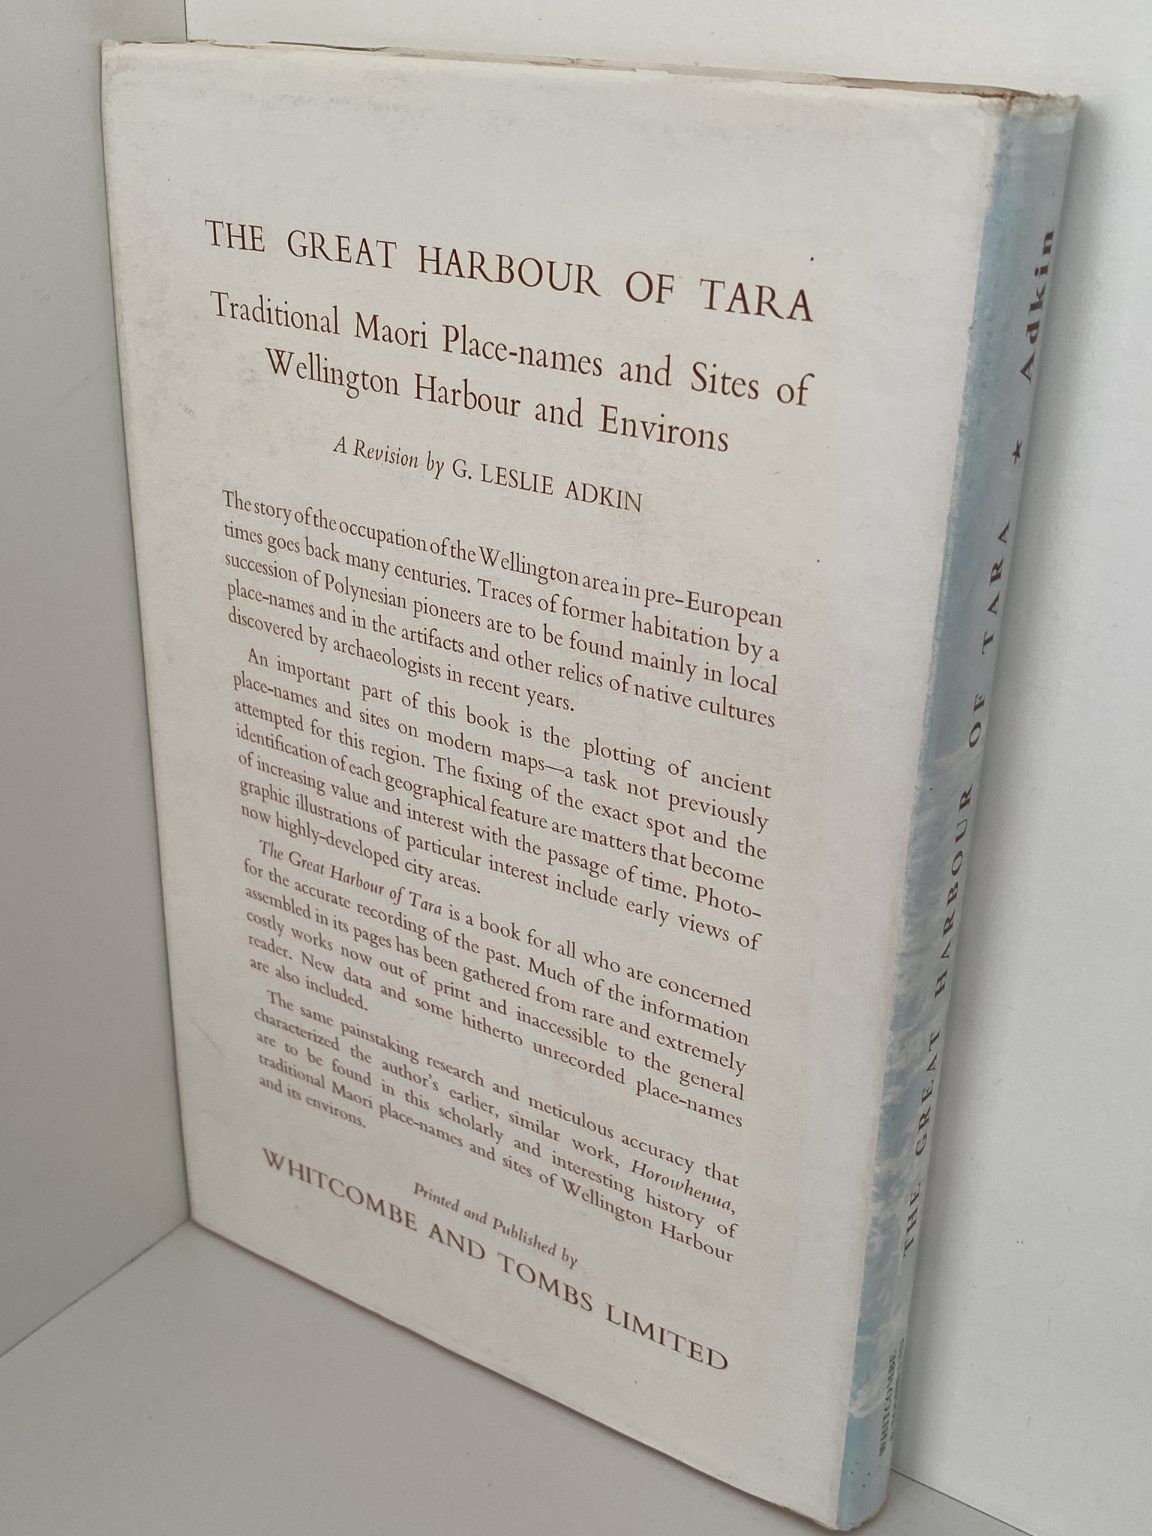 THE GREAT HARBOUR OF TARA
Traditional Maori Place-names and Sites of
Wellington Harbour and Environs
A Revision by G. LESLIE ADKIN
The story of the occupation of the Wellington area in pre-European
times goes back many centuries. Traces of former habitation by a
succession of Polynesian pioneers are to be found mainly in local
place-names and in the artifacts and other relics of native cultures
discovered by archaeologists in recent years.
An important part of this book is the plotting of ancient
place-names and sites on modern maps—a task not previously
attempted for this region. The fixing of the exact spot and the
identification of each geographical feature are matters that become
of increasing value and interest with the passage of time. Photo-
graphic illustrations of particular interest include early views of
now highly-developed city areas.
The Great Harbour of Tara is a book for all who are concerned
for the accurate recording of the past. Much of the information
assembled in its pages has been gathered from rare and extremely
costly works now out of print and inaccessible to the general
reader. New data and some hitherto unrecorded place-names
are also included.
The same painstaking research and meticulous accuracy that
characterized the author's earlier, similar work, Horowhenua,
are to be found in this scholarly and interesting history of
traditional Maori place-names and sites of Wellington Harbour
and its environs.
Printed and Published by
WHITCOMBE AND TOMBS LIMITED
THE GREAT HARBOUR OF TARA ★ Adkin
WHITCOMBE